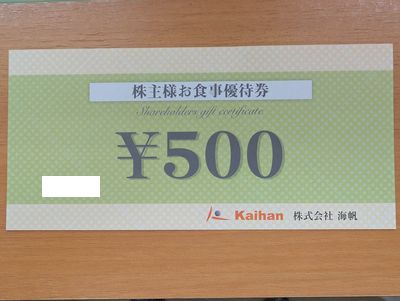 株主様お食事優待券
Shareholders gift certificate
¥500
Kaihan 株式会社 海帆